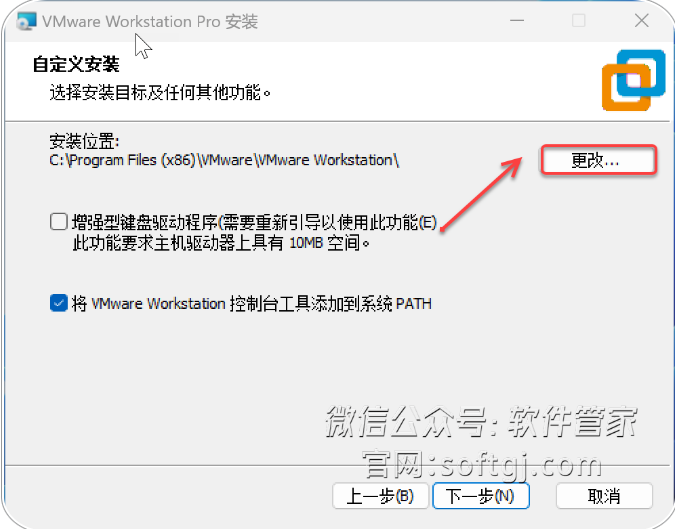 VMware Workstation Pro 安装
自定义安装
选择安装目标及任何其他功能。
安装位置:
C:\Program Files (x86)\VMware\VMware Workstation\
更改...
增强型键盘驱动程序(需要重新引导以使用此功能(E)
此功能要求主机驱动器上具有 10MB 空间。
将 VMware Workstation 控制台工具添加到系统 PATH
微信公众号: 软件管家
官网:softgj.com
上一步(B)
下一步(N)
取消